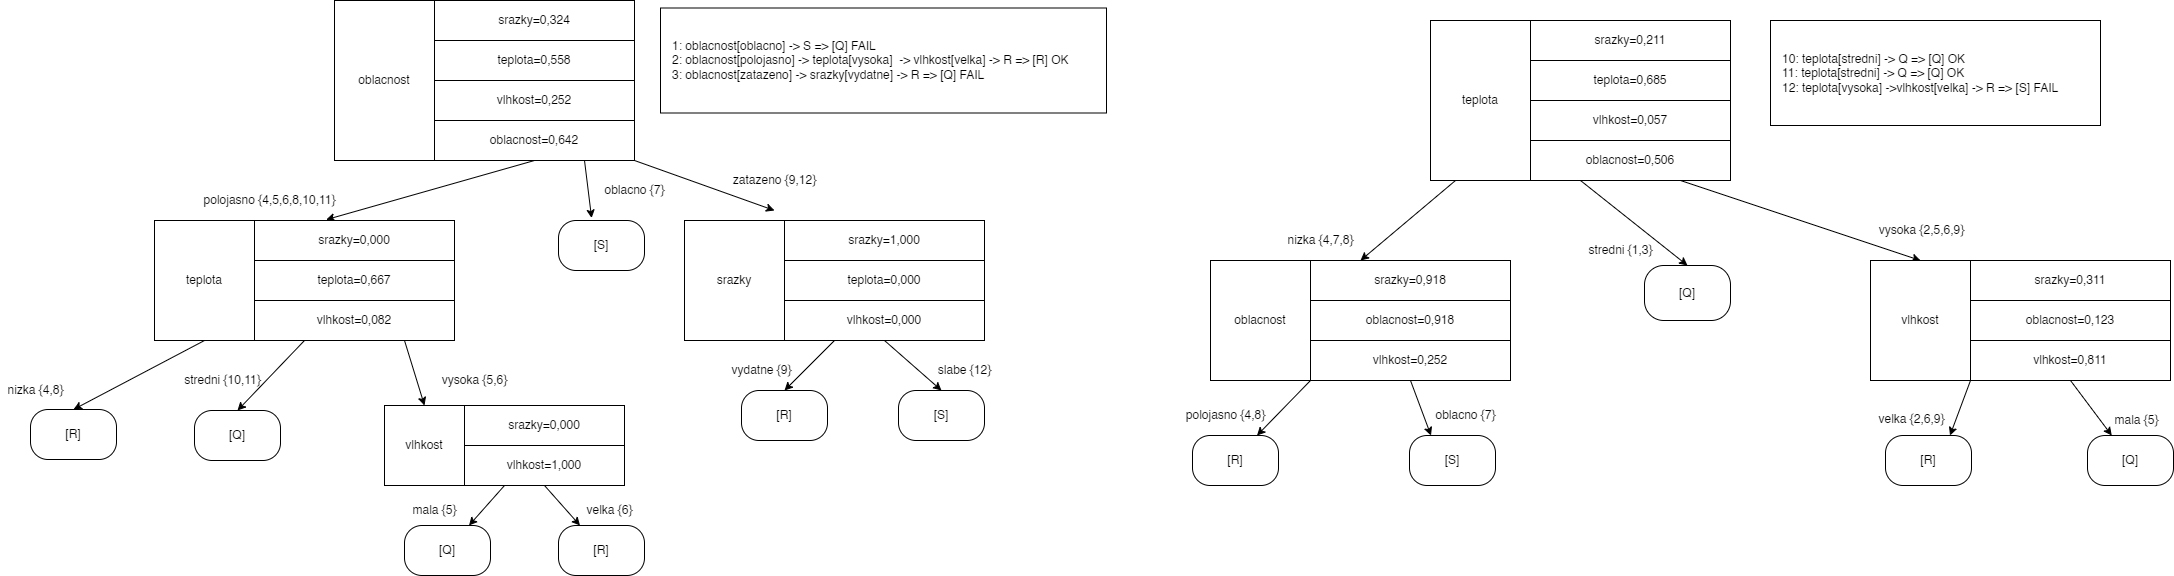 oblacnost
srazky=0,324
teplota=0,558
vlhkost=0,252
oblacnost=0,642
1: oblacnost[oblacno] -> S => [Q] FAIL
2: oblacnost[polojasno] -> teplota[vysoka]  -> vlhkost[velka] -> R => [R] OK
3: oblacnost[zatazeno] -> srazky[vydatne] -> R => [Q] FAIL
polojasno {4,5,6,8,10,11}
oblacno {7}
zatazeno {9,12}
teplota
srazky=0,000
teplota=0,667
vlhkost=0,082
[S]
srazky
srazky=1,000
teplota=0,000
vlhkost=0,000
nizka {4,8}
stredni {10,11}
vysoka {5,6}
vydatne {9}
slabe {12}
[R]
[Q]
vlhkost
srazky=0,000
vlhkost=1,000
[R]
[S]
mala {5}
velka {6}
[Q]
[R]
teplota
srazky=0,211
teplota=0,685
vlhkost=0,057
oblacnost=0,506
10: teplota[stredni] -> Q => [Q] OK
11: teplota[stredni] -> Q => [Q] OK
12: teplota[vysoka] ->vlhkost[velka] -> R => [S] FAIL
nizka {4,7,8}
stredni {1,3}
vysoka {2,5,6,9}
oblacnost
srazky=0,918
oblacnost=0,918
vlhkost=0,252
[Q]
vlhkost
srazky=0,311
oblacnost=0,123
vlhkost=0,811
polojasno {4,8}
oblacno {7}
velka {2,6,9}
mala {5}
[R]
[S]
[R]
[Q]